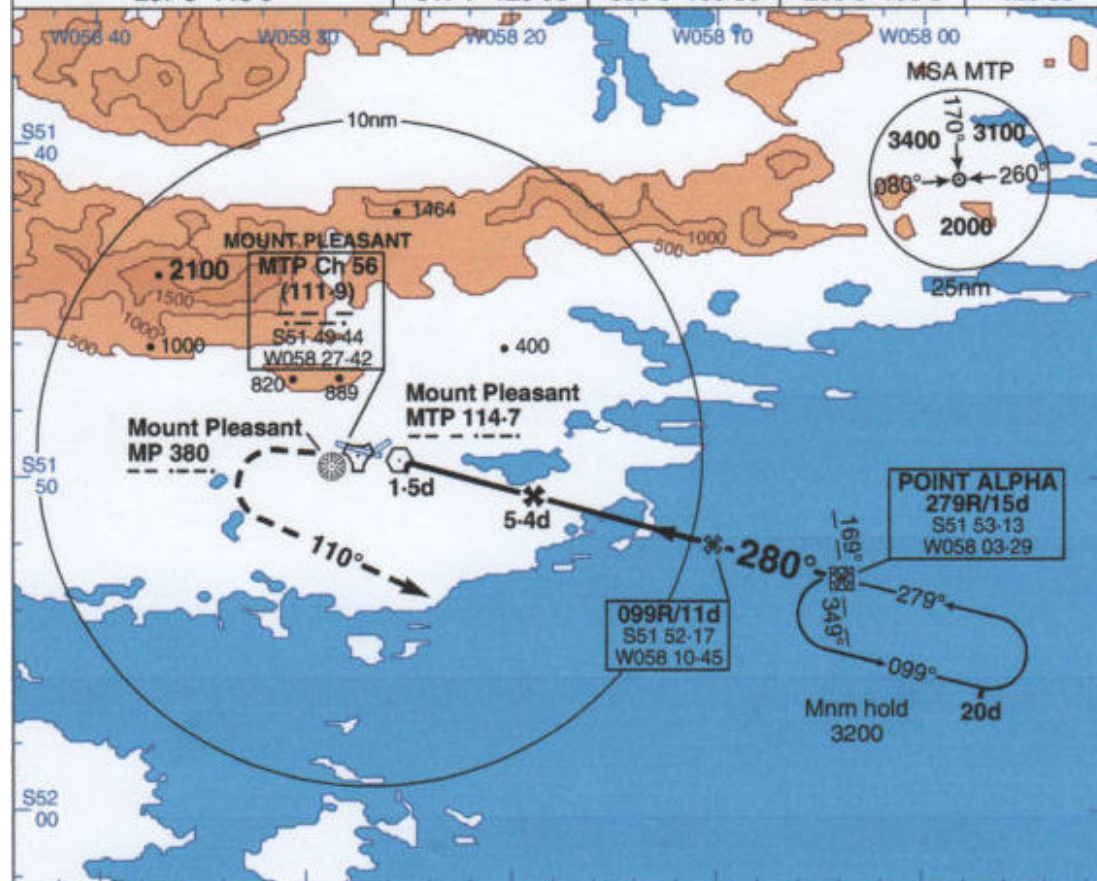 W058 40
W058 30
W058 20
W058 10
W058 00
MSA MTP
170°
3400
3100
080°
260°
2000
25nm
S51
40
10nm
1464
500
1000
MOUNT PLEASANT
MTP Ch 56
(111·9)
S51 49·44
W058 27·42
2100
1500
1000
500
1000
400
820
889
Mount Pleasant
MTP 114·7
Mount Pleasant
MP 380
S51
50
1·5d
5·4d
POINT ALPHA
279R/15d
S51 53·13
W058 03·29
169°
110°
280°
279°
349°
099R/11d
S51 52·17
W058 10·45
099°
Mnm hold
3200
20d
S52
00